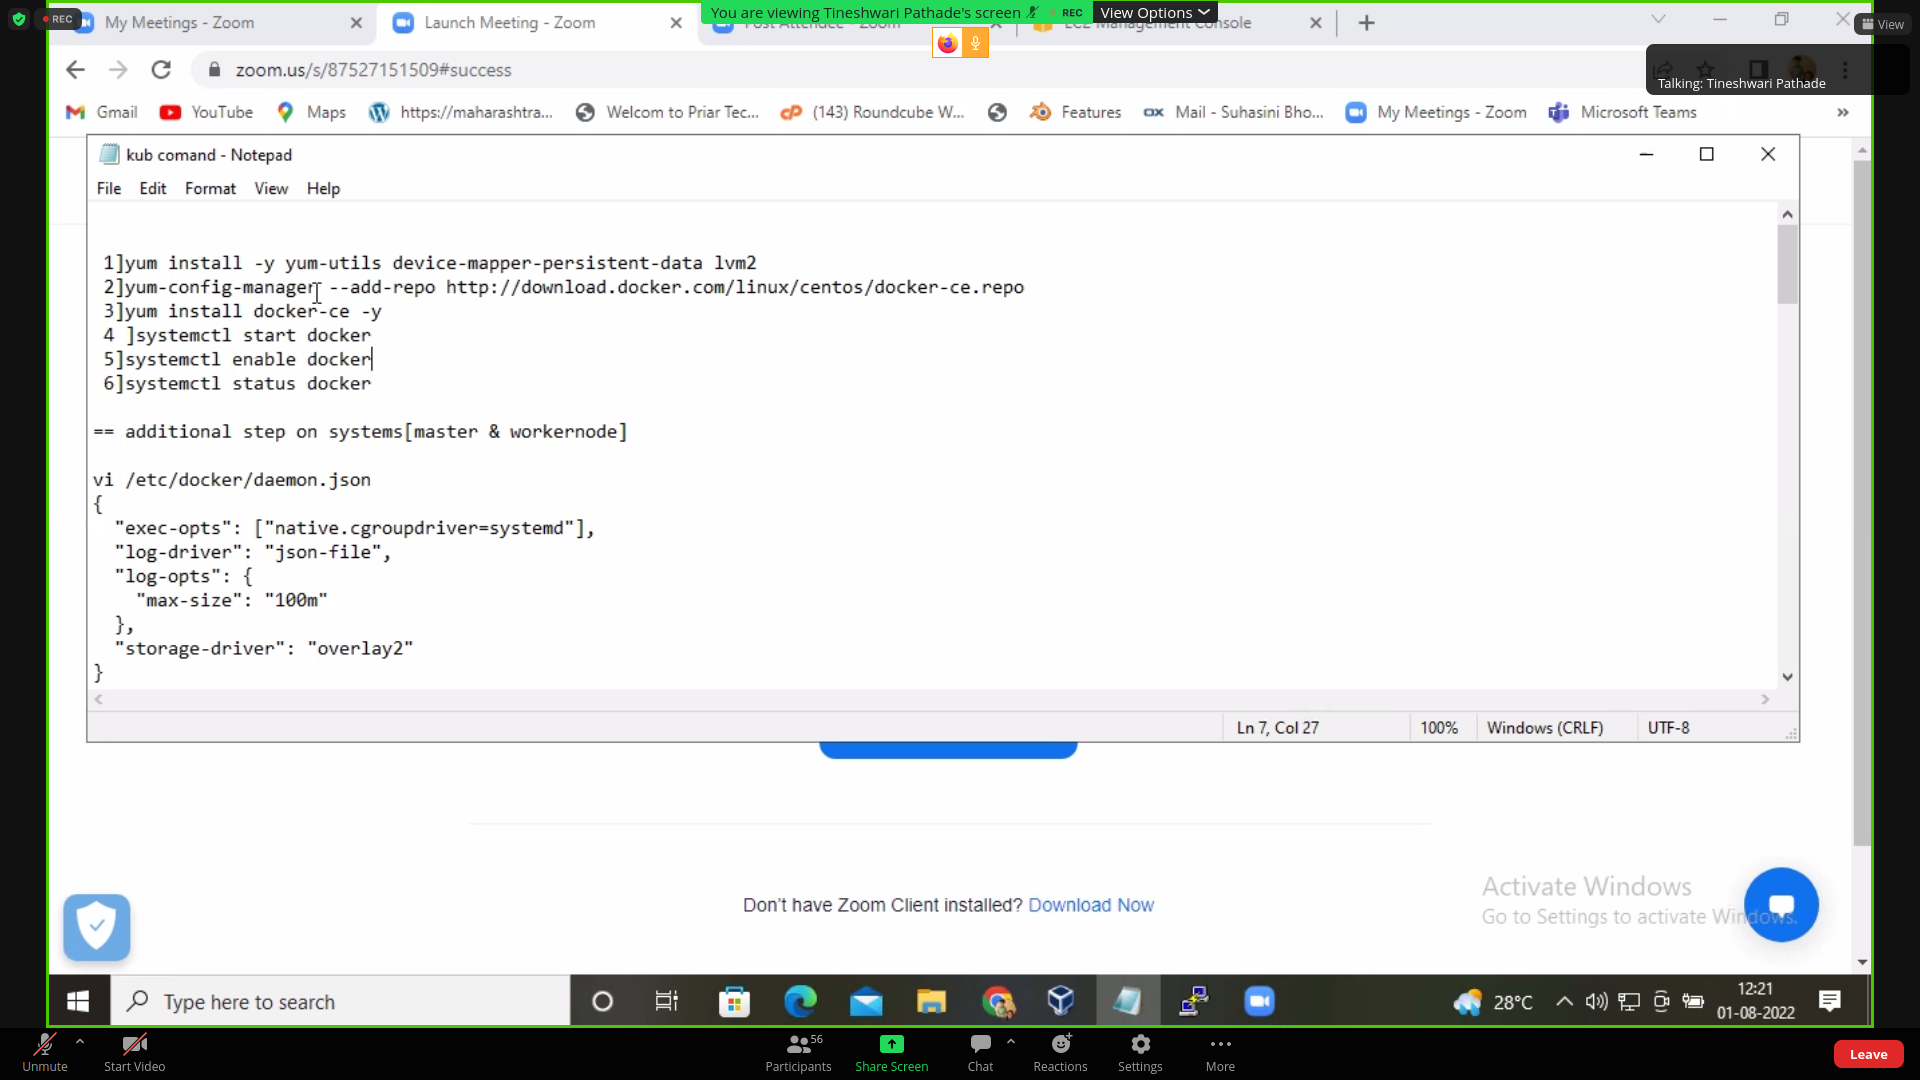 REC
My Meetings - Zoom
Launch Meeting - Zoom
You are viewing Tineshwari Pathade's screen
REC
View Options
Post Attendee - Zoom
EC2 Management Console
View
zoom.us/s/87527151509#success
Talking: Tineshwari Pathade
Gmail
YouTube
Maps
https://maharashtra...
Welcom to Priar Tec...
(143) Roundcube W...
Features
Mail - Suhasini Bho...
My Meetings - Zoom
Microsoft Teams
»
kub comand - Notepad
File Edit Format View Help
1]yum install -y yum-utils device-mapper-persistent-data lvm2
2]yum-config-manager --add-repo http://download.docker.com/linux/centos/docker-ce.repo
3]yum install docker-ce -y
4 ]systemctl start docker
5]systemctl enable docker
6]systemctl status docker
== additional step on systems[master & workernode]
vi /etc/docker/daemon.json
{
"exec-opts": ["native.cgroupdriver=systemd"],
"log-driver": "json-file",
"log-opts": {
"max-size": "100m"
},
"storage-driver": "overlay2"
}
Ln 7, Col 27
100%
Windows (CRLF)
UTF-8
Don't have Zoom Client installed? Download Now
Activate Windows
Go to Settings to activate Windows.
Type here to search
28°C
12:21
01-08-2022
Unmute
Start Video
Participants
56
Share Screen
Chat
Reactions
Settings
More
Leave